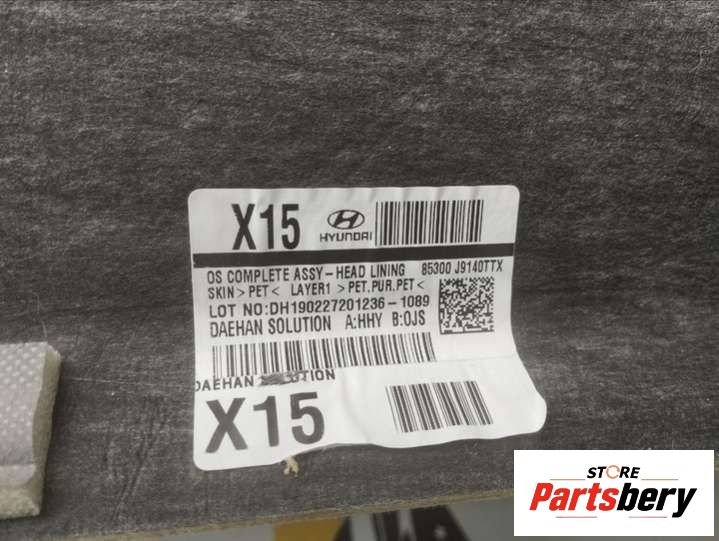 X15 HYUNDAI
OS COMPLETE ASSY-HEAD LINING 85300 J9140TTX
SKIN>PET< LAYER1 >PET.PUR.PET<
LOT NO:DH190227201236-1089
DAEHAN SOLUTION A:HHY B:OJS
DAEHAN SOLUTION
X15
STORE
Partsbery